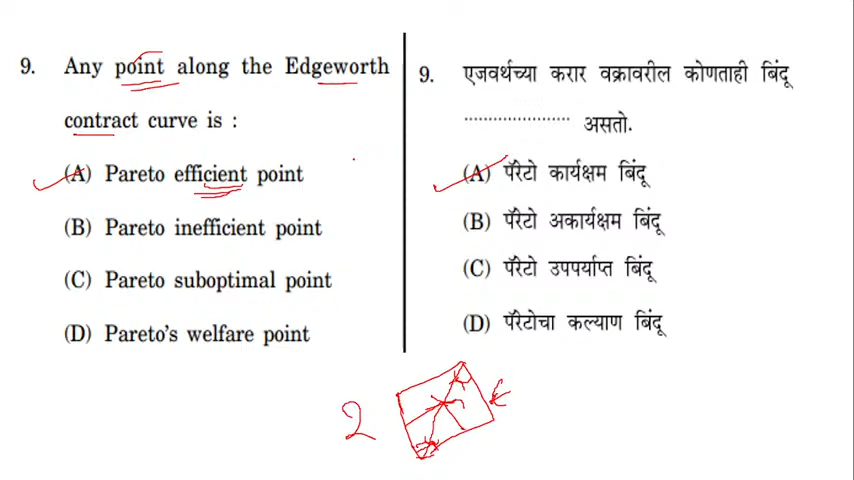 9. Any point along the Edgeworth
contract curve is :
(A) Pareto efficient point
(B) Pareto inefficient point
(C) Pareto suboptimal point
(D) Pareto's welfare point
9. एजवर्थच्या करार वक्रावरील कोणताही बिंदू
...................... असतो.
(A) पॅरेटो कार्यक्षम बिंदू
(B) पॅरेटो अकार्यक्षम बिंदू
(C) पॅरेटो उपपर्याप्त बिंदू
(D) पॅरेटोचा कल्याण बिंदू
2